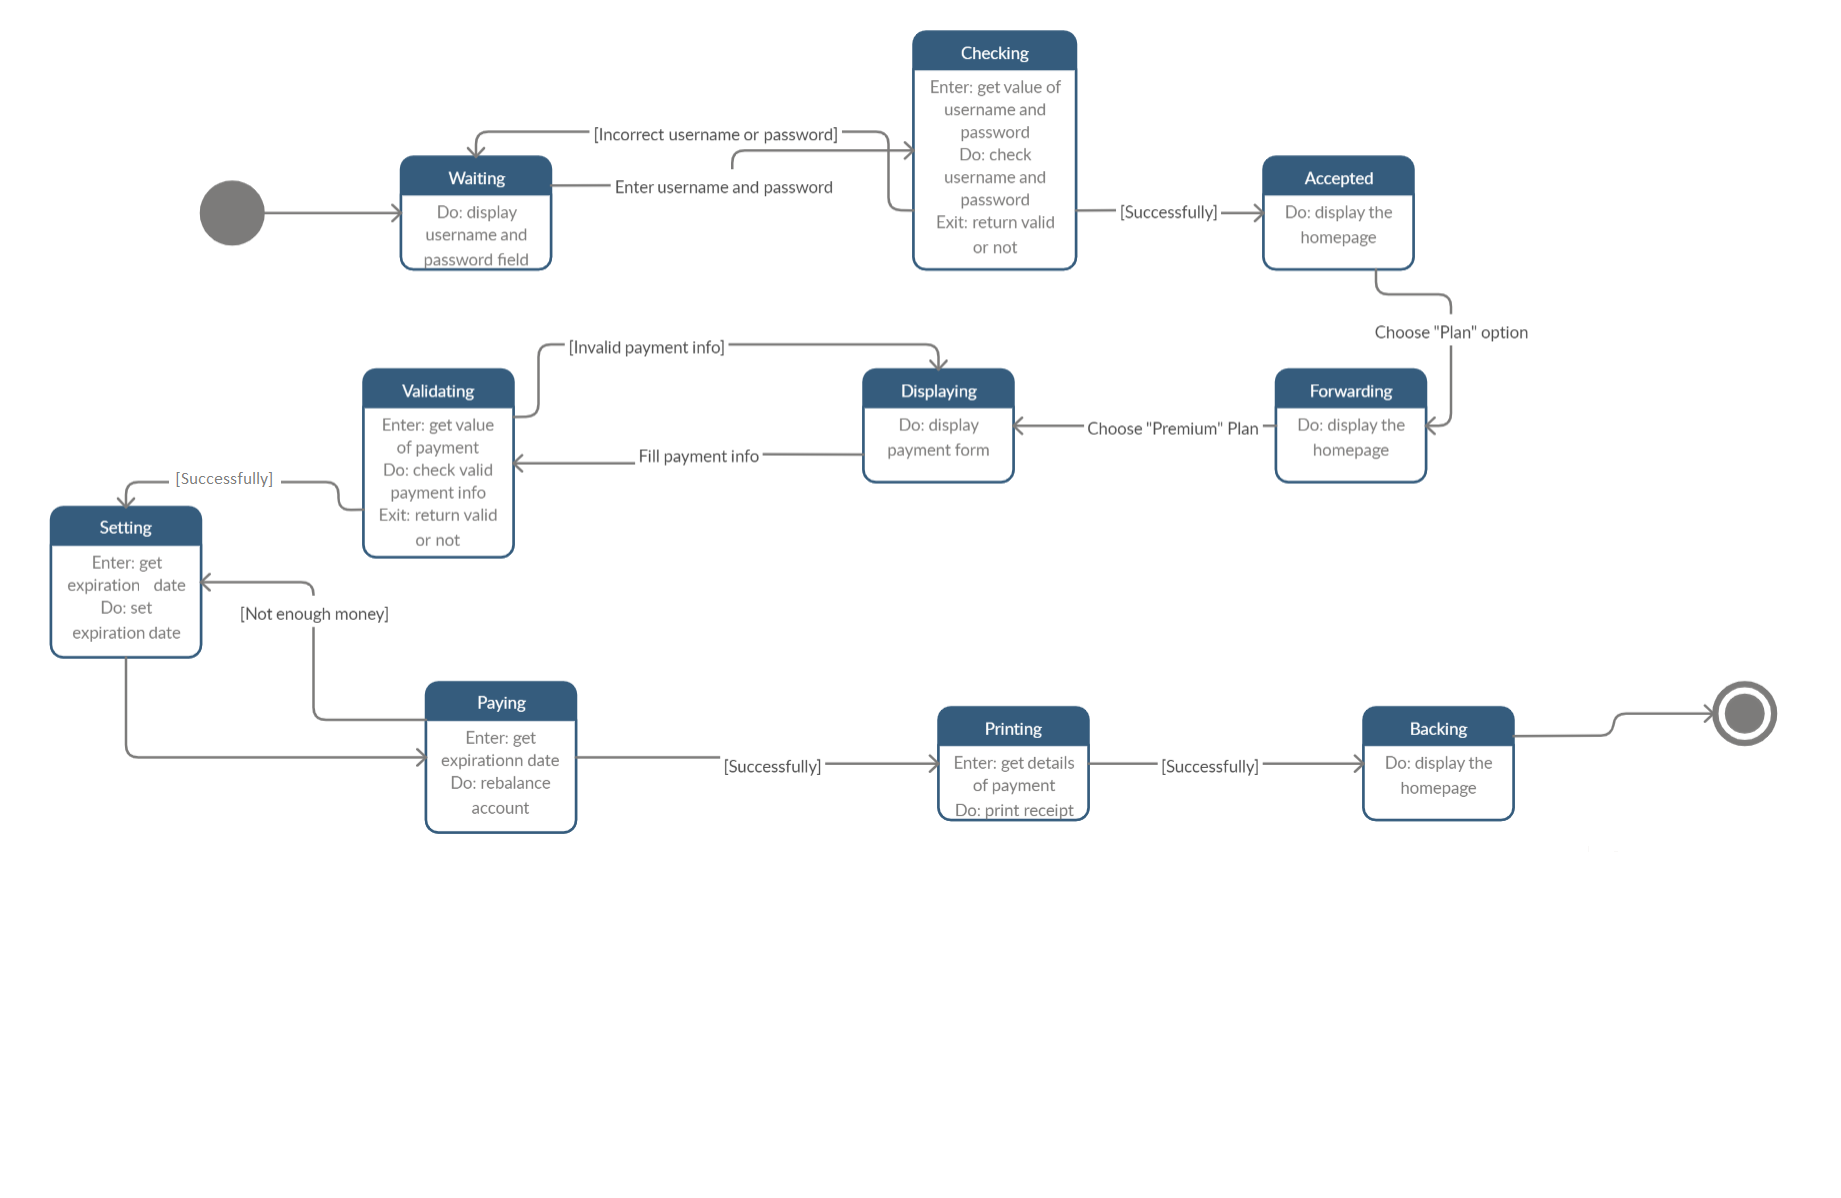 Checking
Enter: get value of
username and
password
Do: check
username and
password
Exit: return valid
or not
[Incorrect username or password]
Waiting
Do: display
username and
password field
Enter username and password
[Successfully]
Accepted
Do: display the
homepage
Choose "Plan" option
Forwarding
Do: display the
homepage
Choose "Premium" Plan
Displaying
Do: display
payment form
[Invalid payment info]
Fill payment info
Validating
Enter: get value
of payment
Do: check valid
payment info
Exit: return valid
or not
[Successfully]
Setting
Enter: get
expiration date
Do: set
expiration date
[Not enough money]
Paying
Enter: get
expirationn date
Do: rebalance
account
[Successfully]
Printing
Enter: get details
of payment
Do: print receipt
[Successfully]
Backing
Do: display the
homepage